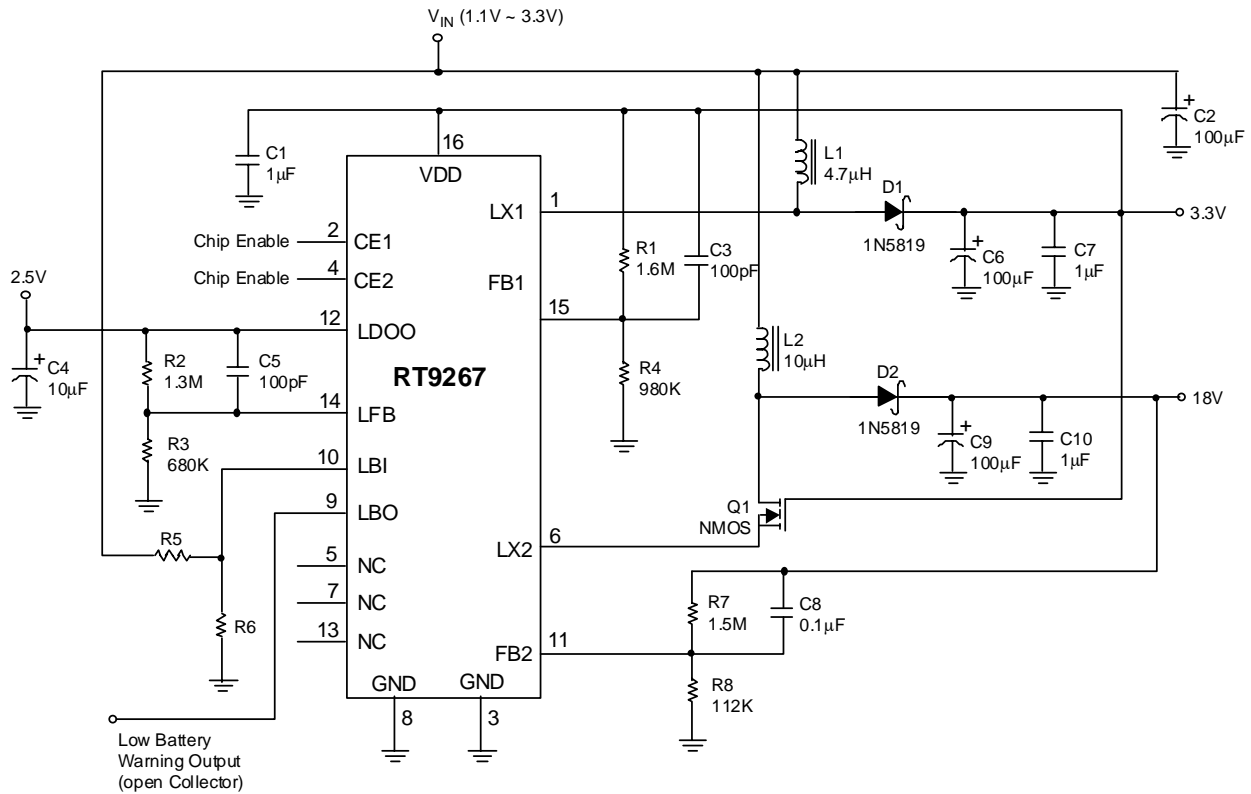 VIN (1.1V ~ 3.3V)
C2
100μF
C1
1μF
16
VDD
L1
4.7μH
D1
1N5819
3.3V
LX1
1
Chip Enable
2
CE1
Chip Enable
4
CE2
R1
1.6M
C3
100pF
C6
100μF
C7
1μF
FB1
15
2.5V
12
LDOO
C4
10μF
R2
1.3M
C5
100pF
RT9267
R4
980K
L2
10μH
D2
1N5819
18V
14
LFB
R3
680K
10
LBI
C9
100μF
C10
1μF
9
LBO
Q1
NMOS
R5
LX2
6
5
NC
7
NC
13
NC
R6
R7
1.5M
C8
0.1μF
FB2
11
R8
112K
GND
8
GND
3
Low Battery
Warning Output
(open Collector)